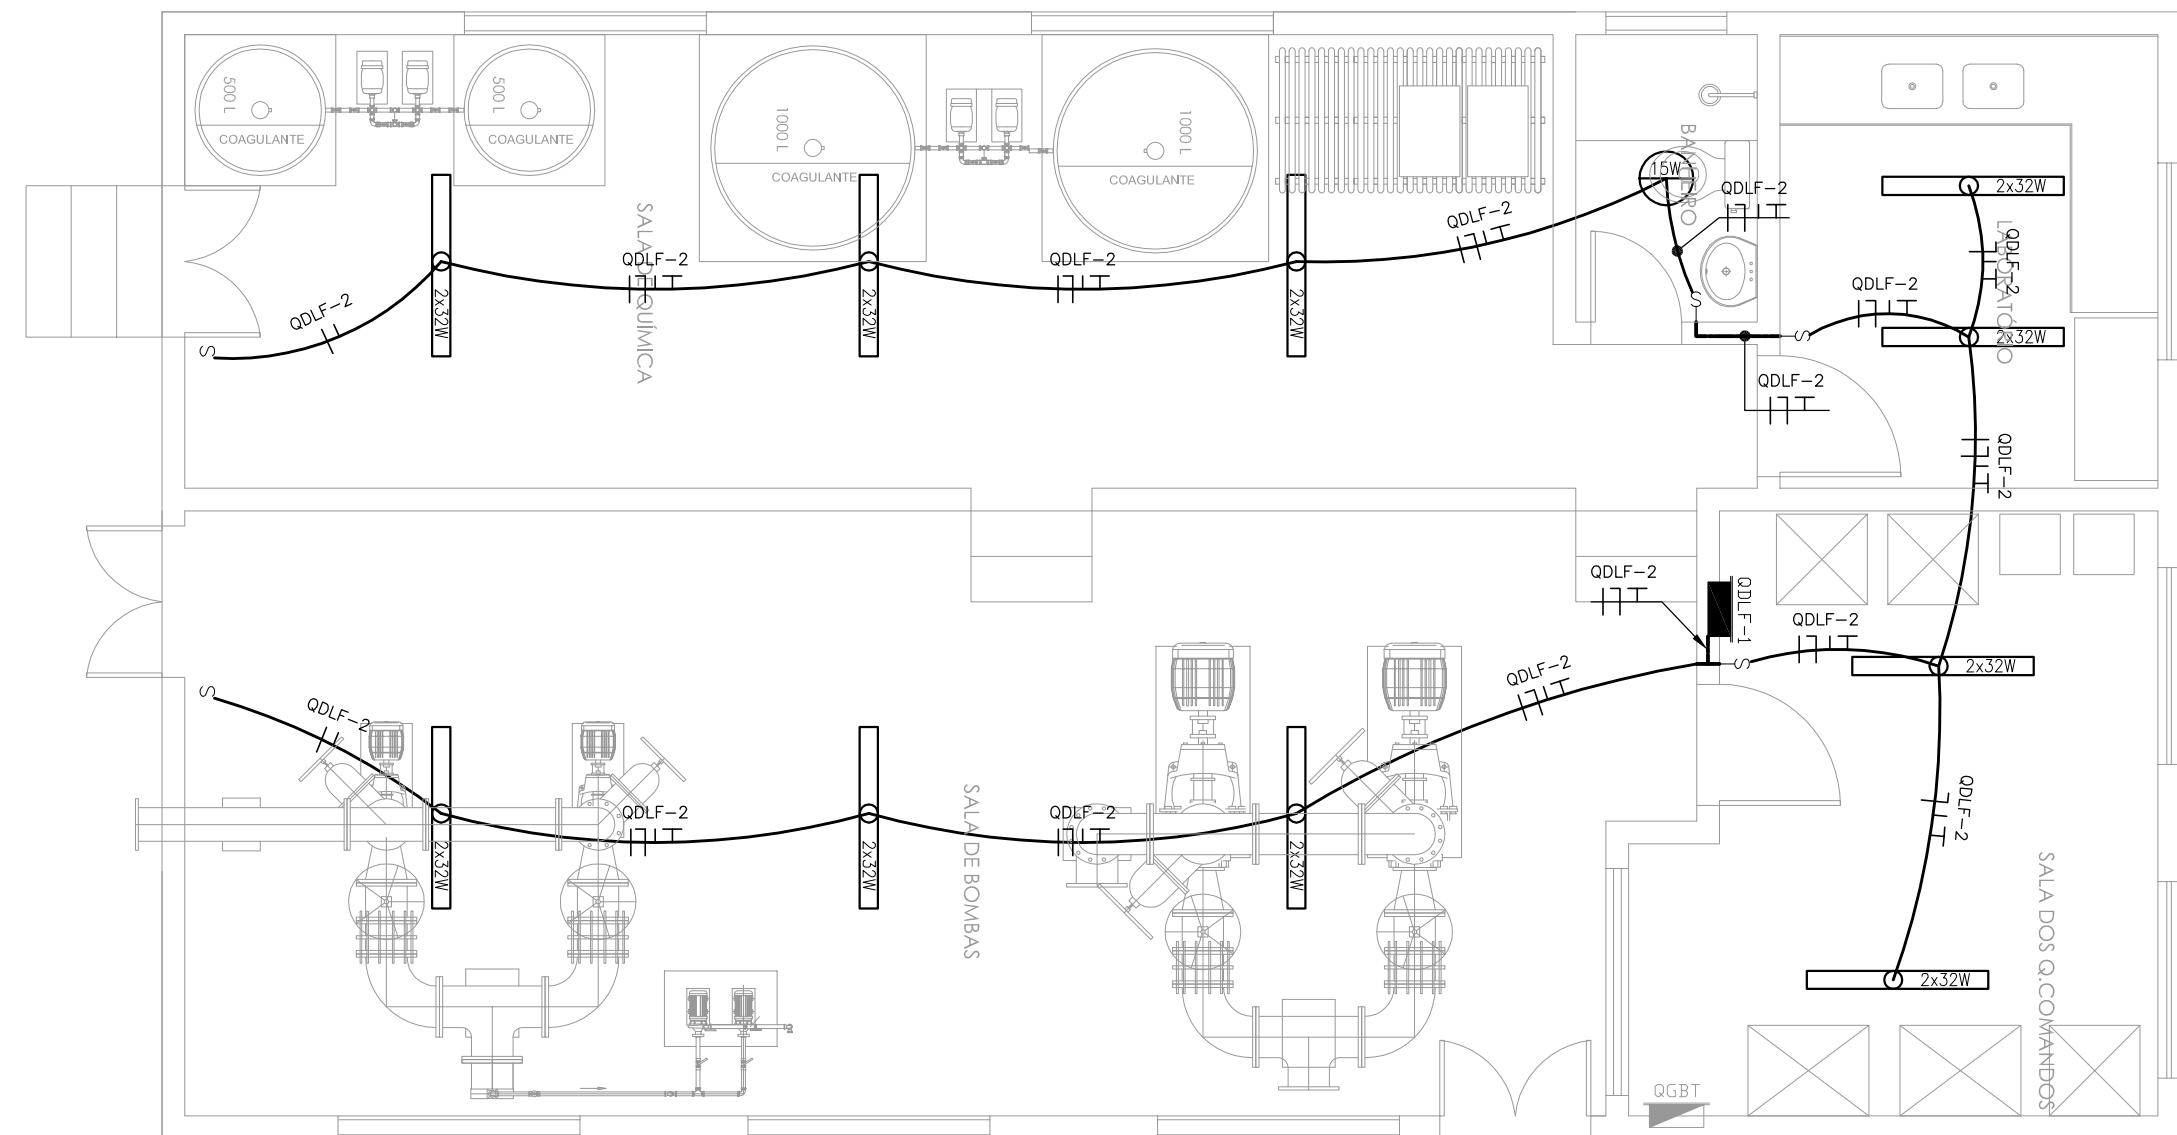 500 L
COAGULANTE
500 L
COAGULANTE
1000 L
COAGULANTE
1000 L
COAGULANTE
BANHEIRO
15W
QDLF-2
2x32W
LABORATÓRIO
QDLF-2
QDLF-2
SALA DE QUÍMICA
QDLF-2
QDLF-2
QDLF-2
QDLF-2
S
S
2x32W
S
2x32W
2x32W
2x32W
QDLF-2
QDLF-2
QDLF-2
QDLF-1
QDLF-2
S
2x32W
QDLF-2
S
QDLF-2
QDLF-2
QDLF-2
QDLF-2
2x32W
2x32W
2x32W
SALA DE BOMBAS
SALA DOS Q.COMANDOS
2x32W
QGBT